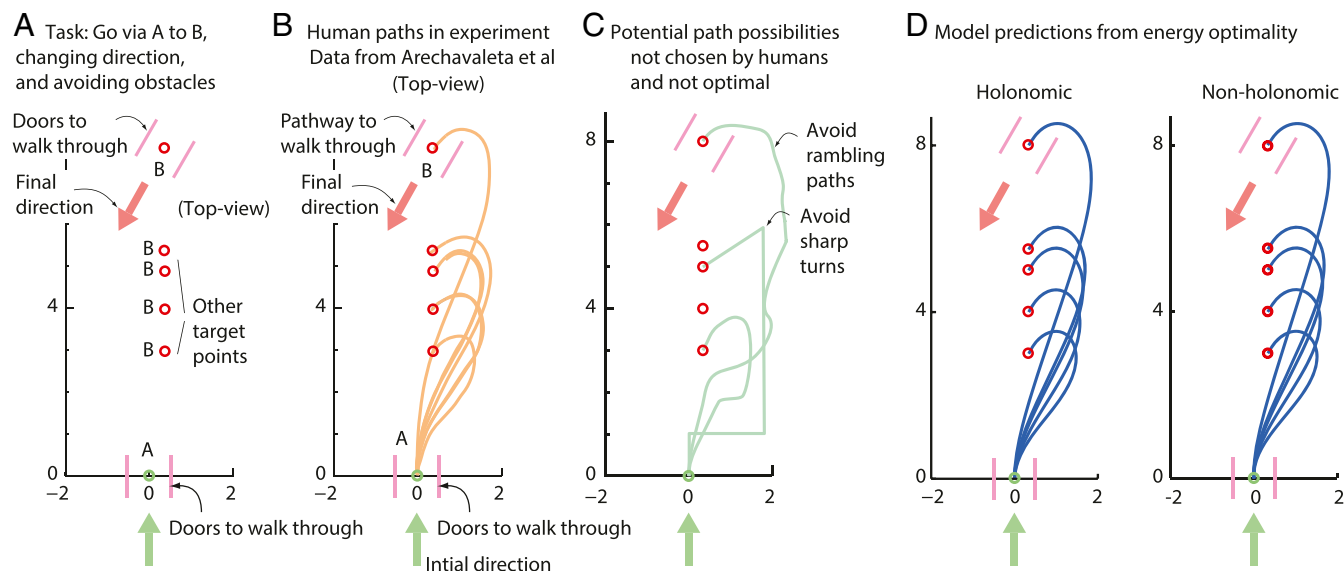 A Task: Go via A to B,
changing direction,
and avoiding obstacles
Doors to
walk through
B
Final
direction
(Top-view)
B
B
B
B
Other
target
points
4
A
0
−2
0
2
Doors to walk through
B Human paths in experiment
Data from Arechavaleta et al
(Top-view)
Pathway to
walk through
B
Final
direction
4
A
0
−2
0
2
Doors to walk through
Intial direction
C Potential path possibilities
not chosen by humans
and not optimal
8
Avoid
rambling
paths
Avoid
sharp
turns
4
0
−2
0
2
D Model predictions from energy optimality
Holonomic
8
4
0
−2
0
2
Non-holonomic
8
4
0
-2
0
2